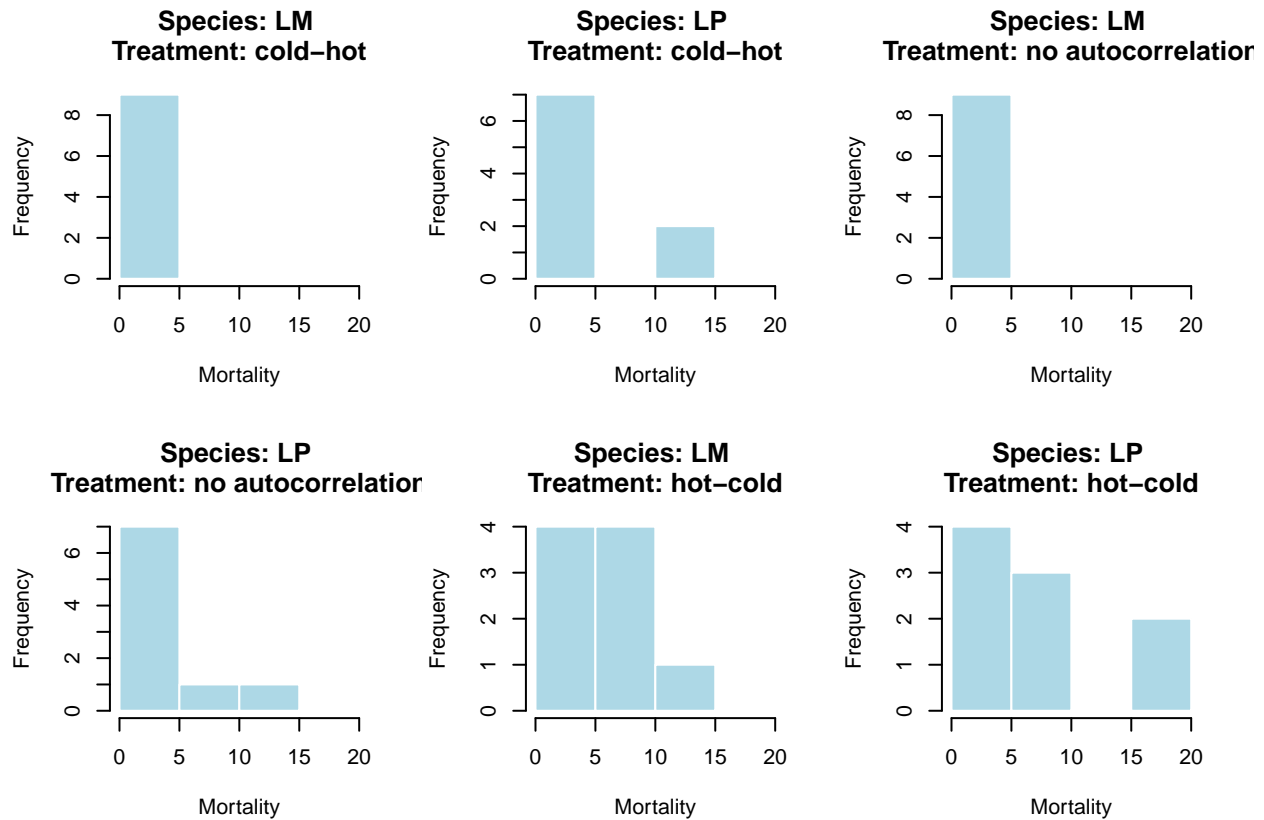 Species: LM
Treatment: cold−hot
Frequency
8
6
4
2
0
0 5 10 15 20
Mortality
Species: LP
Treatment: cold−hot
Frequency
6
4
2
0
0 5 10 15 20
Mortality
Species: LM
Treatment: no autocorrelation
Frequency
8
6
4
2
0
0 5 10 15 20
Mortality
Species: LP
Treatment: no autocorrelation
Frequency
6
4
2
0
0 5 10 15 20
Mortality
Species: LM
Treatment: hot−cold
Frequency
4
3
2
1
0
0 5 10 15 20
Mortality
Species: LP
Treatment: hot−cold
Frequency
4
3
2
1
0
0 5 10 15 20
Mortality